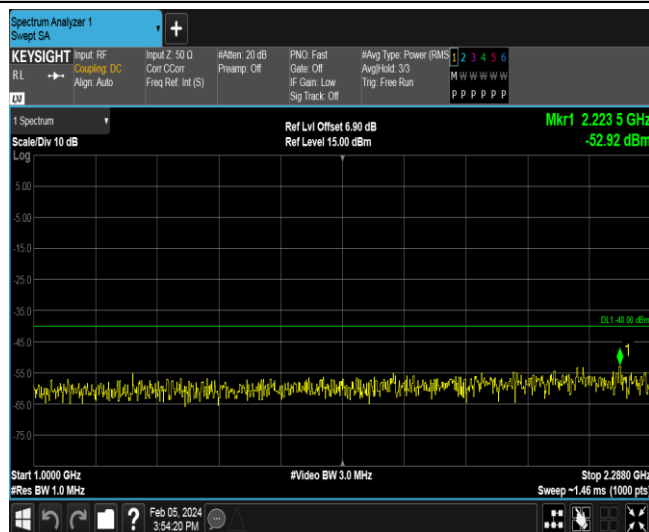 Spectrum Analyzer 1
Swept SA
+
KEYSIGHT
RL
LXI
Input: RF
Coupling: DC
Align: Auto
Input Z: 50 Ω
Corr CCorr
Freq Ref: Int (S)
#Atten: 20 dB
Preamp: Off
PNO: Fast
Gate: Off
IF Gain: Low
Sig Track: Off
#Avg Type: Power (RMS
Avg|Hold: 3/3
Trig: Free Run
1 2 3 4 5 6
M W W W W W
P P P P P P
1 Spectrum
Scale/Div 10 dB
Log
Ref Lvl Offset 6.90 dB
Ref Level 15.00 dBm
Mkr1 2.223 5 GHz
-52.92 dBm
5.00
-5.00
-15.0
-25.0
-35.0
-45.0
-55.0
-65.0
-75.0
DL1 -40.00 dBm
1
Start 1.0000 GHz
#Res BW 1.0 MHz
#Video BW 3.0 MHz
Stop 2.2880 GHz
Sweep ~1.46 ms (1000 pts)
?
Feb 05, 2024
3:54:20 PM